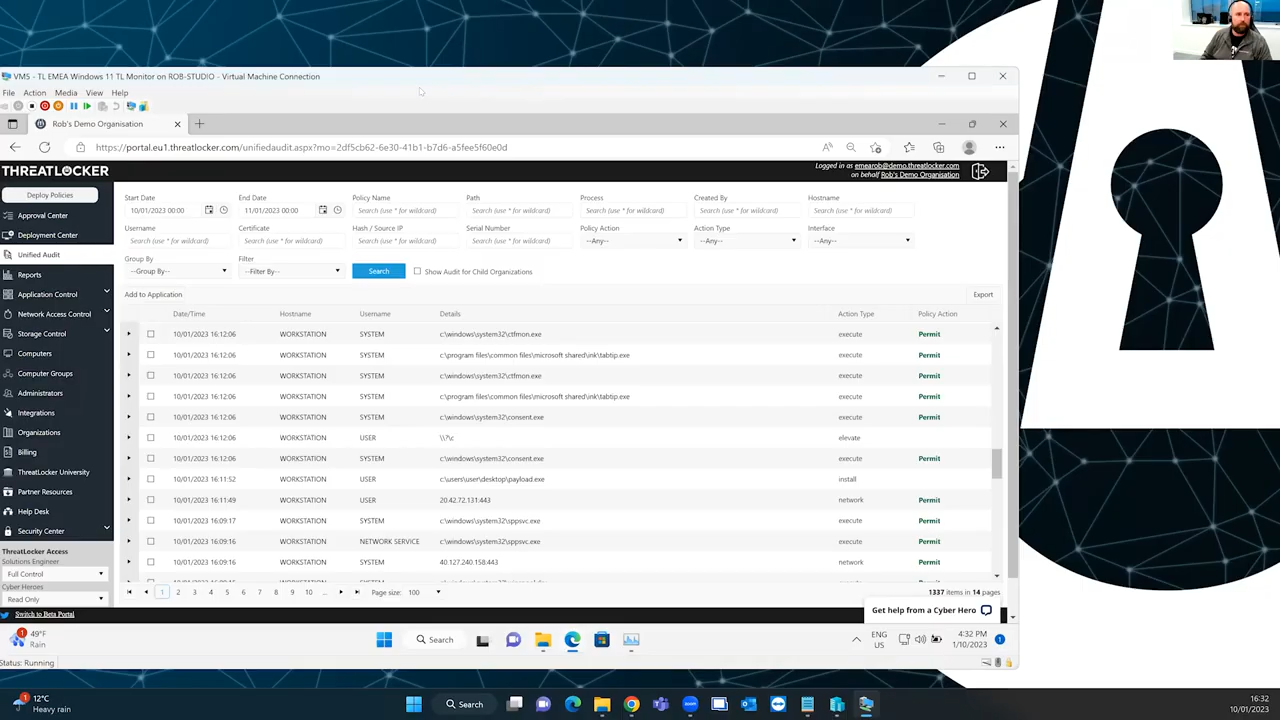 VM5 - TL EMEA Windows 11 TL Monitor on ROB-STUDIO - Virtual Machine Connection
File Action Media View Help
Rob's Demo Organisation
https://portal.eu1.threatlocker.com/unifiedaudit.aspx?mo=2df5cb62-6e30-41b1-b7d6-a5fee5f60e0d
THREATLOCKER
Logged in as emearob@demo.threatlocker.com
on behalf Rob's Demo Organisation
Deploy Policies
Approval Center
Deployment Center
Unified Audit
Reports
Application Control
Network Access Control
Storage Control
Computers
Computer Groups
Administrators
Integrations
Organizations
Billing
ThreatLocker University
Partner Resources
Help Desk
Security Center
ThreatLocker Access
Solutions Engineer
Full Control
Cyber Heroes
Read Only
Switch to Beta Portal
Start Date End Date Policy Name Path Process Created By Hostname
10/01/2023 00:00 11/01/2023 00:00 Search (use * for wildcard) Search (use * for wildcard) Search (use * for wildcard) Search (use * for wildcard) Search (use * for wildcard)
Username Certificate Hash / Source IP Serial Number Policy Action Action Type Interface
Search (use * for wildcard) Search (use * for wildcard) Search (use * for wildcard) Search (use * for wildcard) --Any-- --Any-- --Any--
Group By Filter
--Group By-- --Filter By-- Search Show Audit for Child Organizations
Add to Application Export
Date/Time Hostname Username Details Action Type Policy Action
10/01/2023 16:12:06 WORKSTATION SYSTEM c:\windows\system32\ctfmon.exe execute Permit
10/01/2023 16:12:06 WORKSTATION SYSTEM c:\program files\common files\microsoft shared\ink\tabtip.exe execute Permit
10/01/2023 16:12:06 WORKSTATION SYSTEM c:\windows\system32\ctfmon.exe execute Permit
10/01/2023 16:12:06 WORKSTATION SYSTEM c:\program files\common files\microsoft shared\ink\tabtip.exe execute Permit
10/01/2023 16:12:06 WORKSTATION SYSTEM c:\windows\system32\consent.exe execute Permit
10/01/2023 16:12:06 WORKSTATION USER \\?\c elevate
10/01/2023 16:12:06 WORKSTATION SYSTEM c:\windows\system32\consent.exe execute Permit
10/01/2023 16:11:52 WORKSTATION USER c:\users\user\desktop\payload.exe install
10/01/2023 16:11:49 WORKSTATION USER 20.42.72.131:443 network Permit
10/01/2023 16:09:17 WORKSTATION SYSTEM c:\windows\system32\sppsvc.exe execute Permit
10/01/2023 16:09:16 WORKSTATION NETWORK SERVICE c:\windows\system32\sppsvc.exe execute Permit
10/01/2023 16:09:16 WORKSTATION SYSTEM 40.127.240.158:443 network Permit
1 2 3 4 5 6 7 8 9 10 ... Page size: 100 1337 items in 14 pages
Get help from a Cyber Hero
1
49°F
Rain
Search
ENG
US
4:32 PM
1/10/2023
1
Status: Running
1
12°C
Heavy rain
Search
16:32
10/01/2023